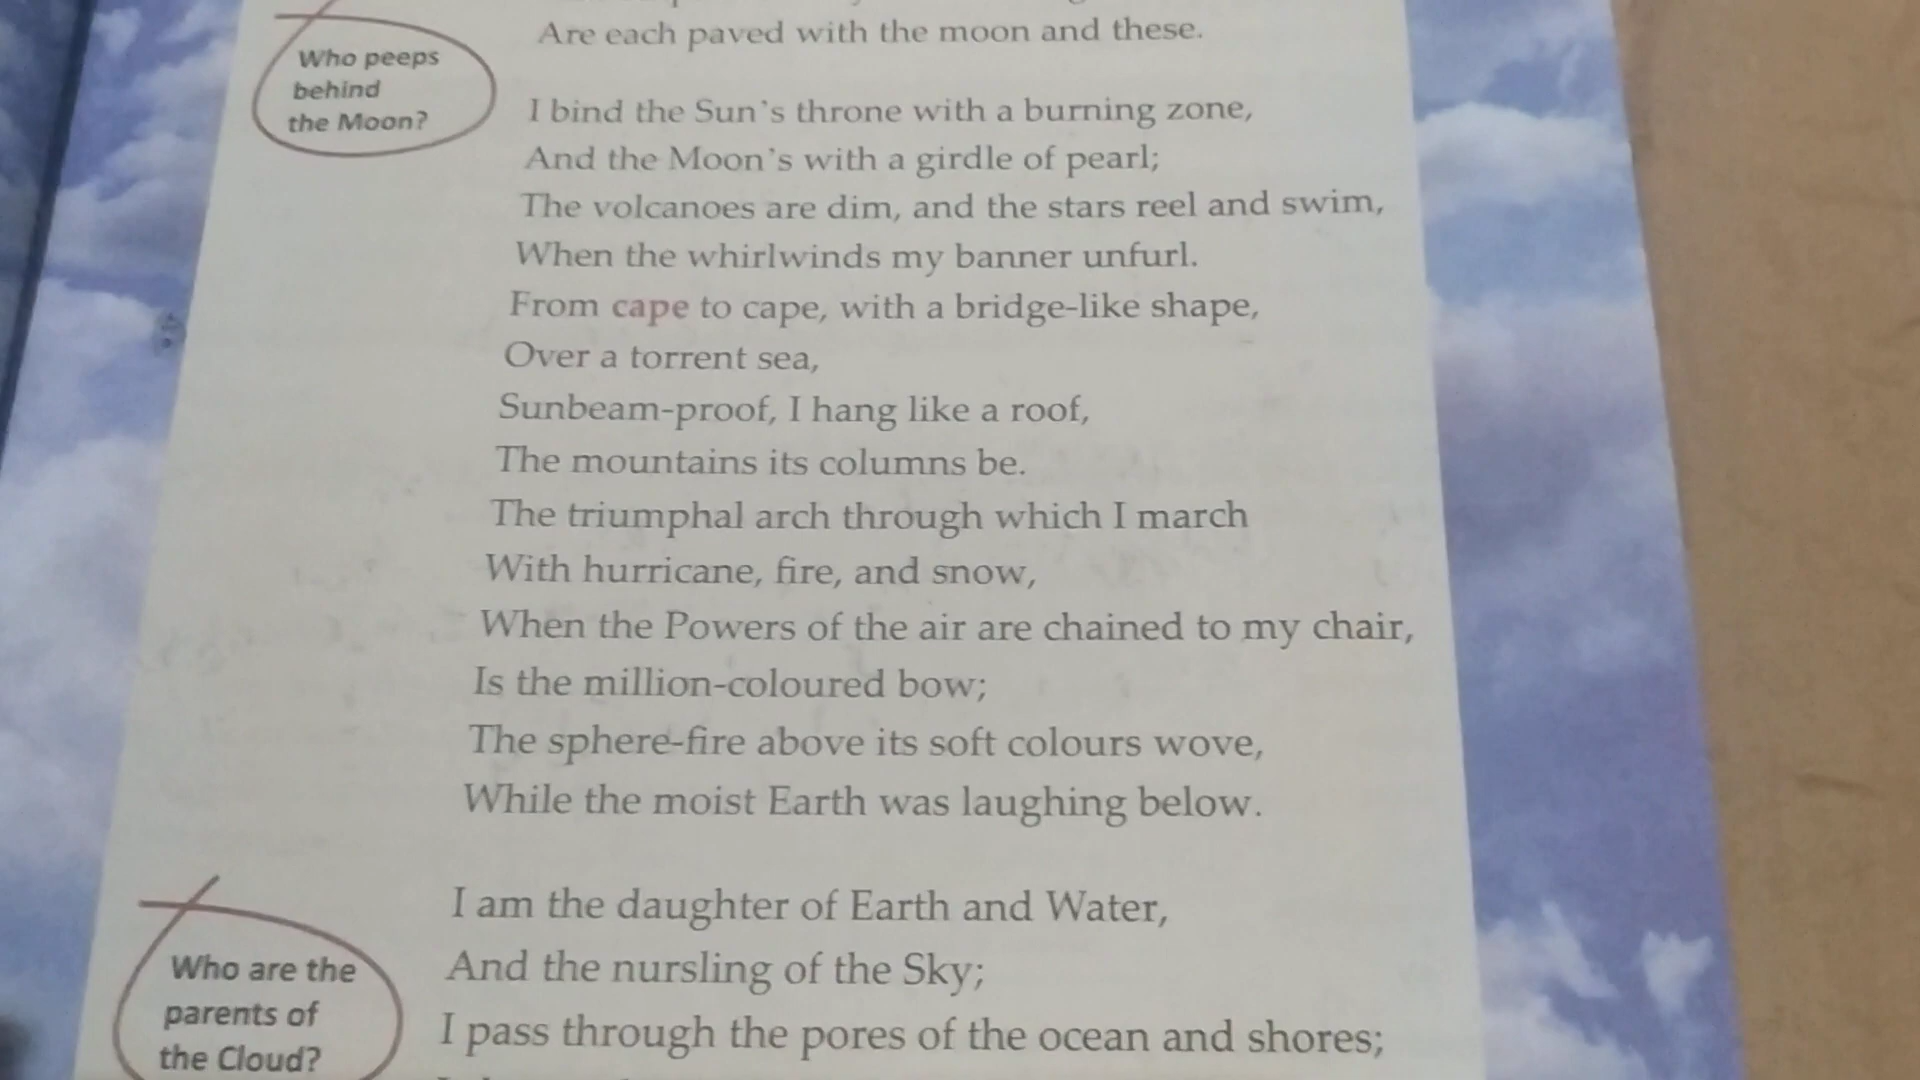 Are each paved with the moon and these.
Who peeps
behind
the Moon?
I bind the Sun's throne with a burning zone,
And the Moon's with a girdle of pearl;
The volcanoes are dim, and the stars reel and swim,
When the whirlwinds my banner unfurl.
From cape to cape, with a bridge-like shape,
Over a torrent sea,
Sunbeam-proof, I hang like a roof,
The mountains its columns be.
The triumphal arch through which I march
With hurricane, fire, and snow,
When the Powers of the air are chained to my chair,
Is the million-coloured bow;
The sphere-fire above its soft colours wove,
While the moist Earth was laughing below.
Who are the
parents of
the Cloud?
I am the daughter of Earth and Water,
And the nursling of the Sky;
I pass through the pores of the ocean and shores;